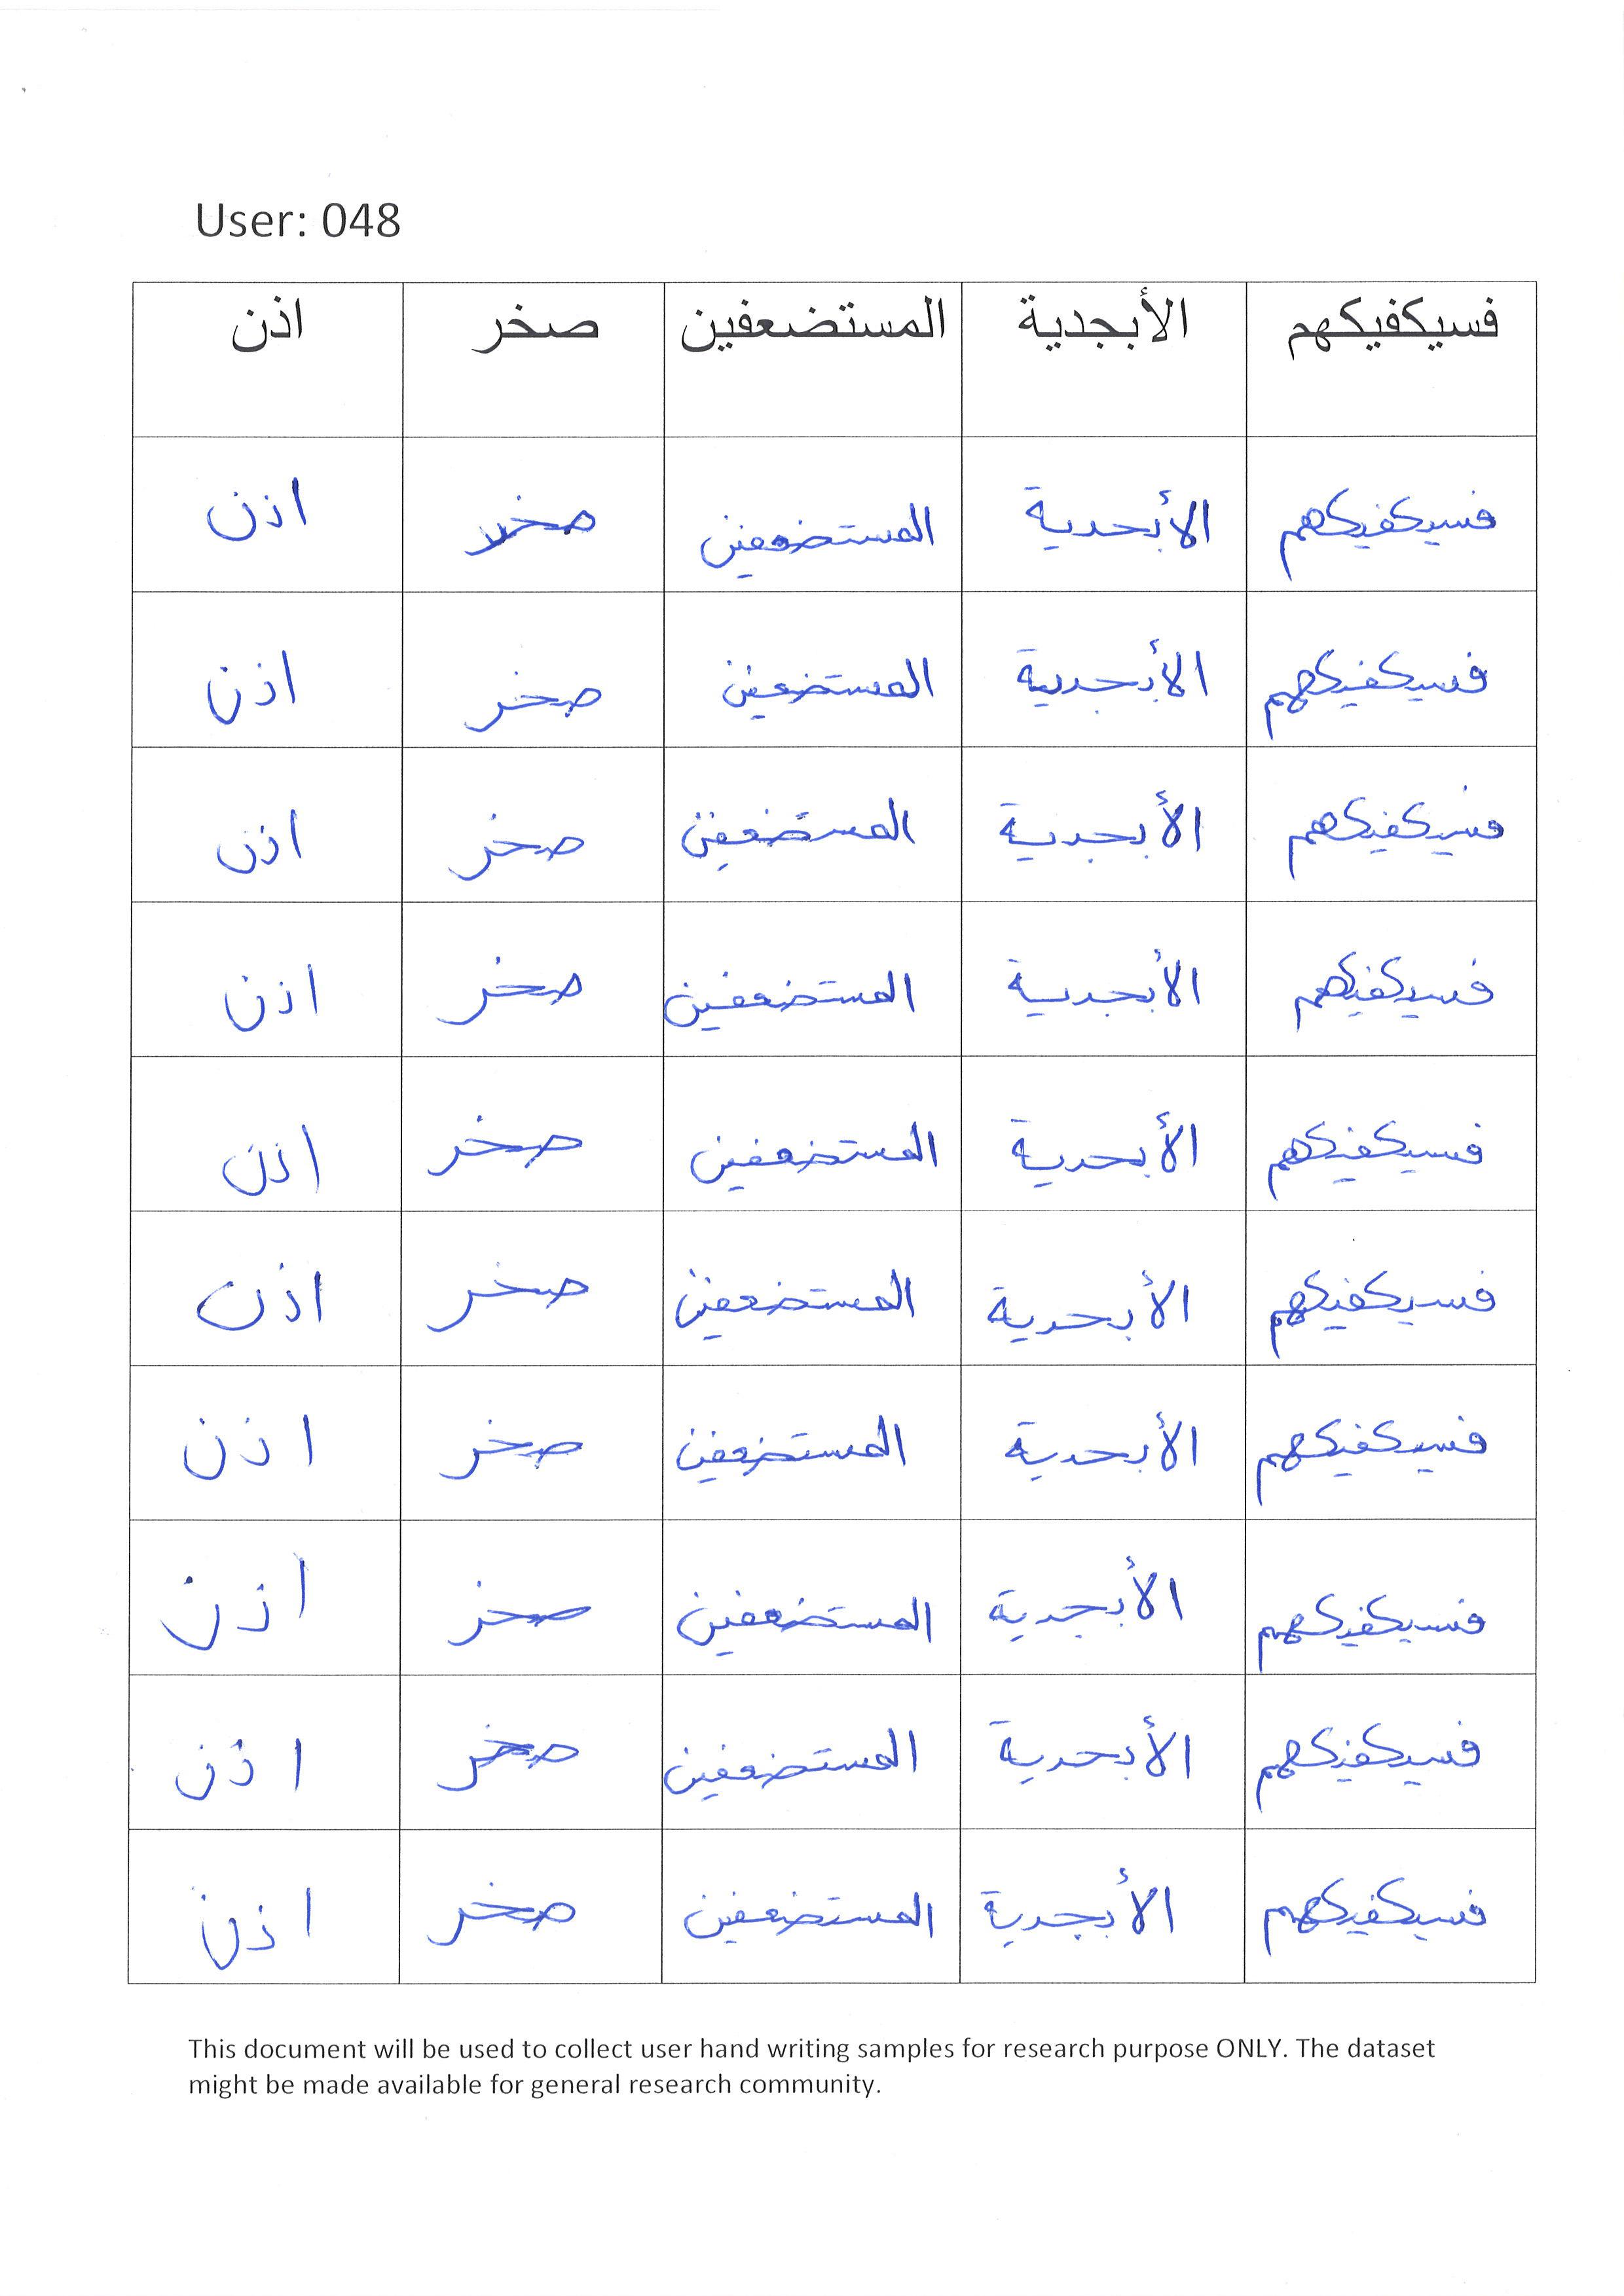 User: 048
فسيكفيكهم الأبجدية المستضعفين صخر اذن
فسيكفيكهم الأبجدية المستضعفين صخر اذن
فسيكفيكهم الأبجدية المستضعفين صخر اذن
فسيكفيكهم الأبجدية المستضعفين صخر اذن
فسيكفيكهم الأبجدية المستضعفين صخر اذن
فسيكفيكهم الأبجدية المستضعفين صخر اذن
فسيكفيكهم الأبجدية المستضعفين صخر اذن
فسيكفيكهم الأبجدية المستضعفين صخر اذن
فسيكفيكهم الأبجدية المستضعفين صخر اذن
فسيكفيكهم الأبجدية المستضعفين صخر اذن
فسيكفيكهم الأبجدية المستضعفين صخر اذن
This document will be used to collect user hand writing samples for research purpose ONLY. The dataset
might be made available for general research community.